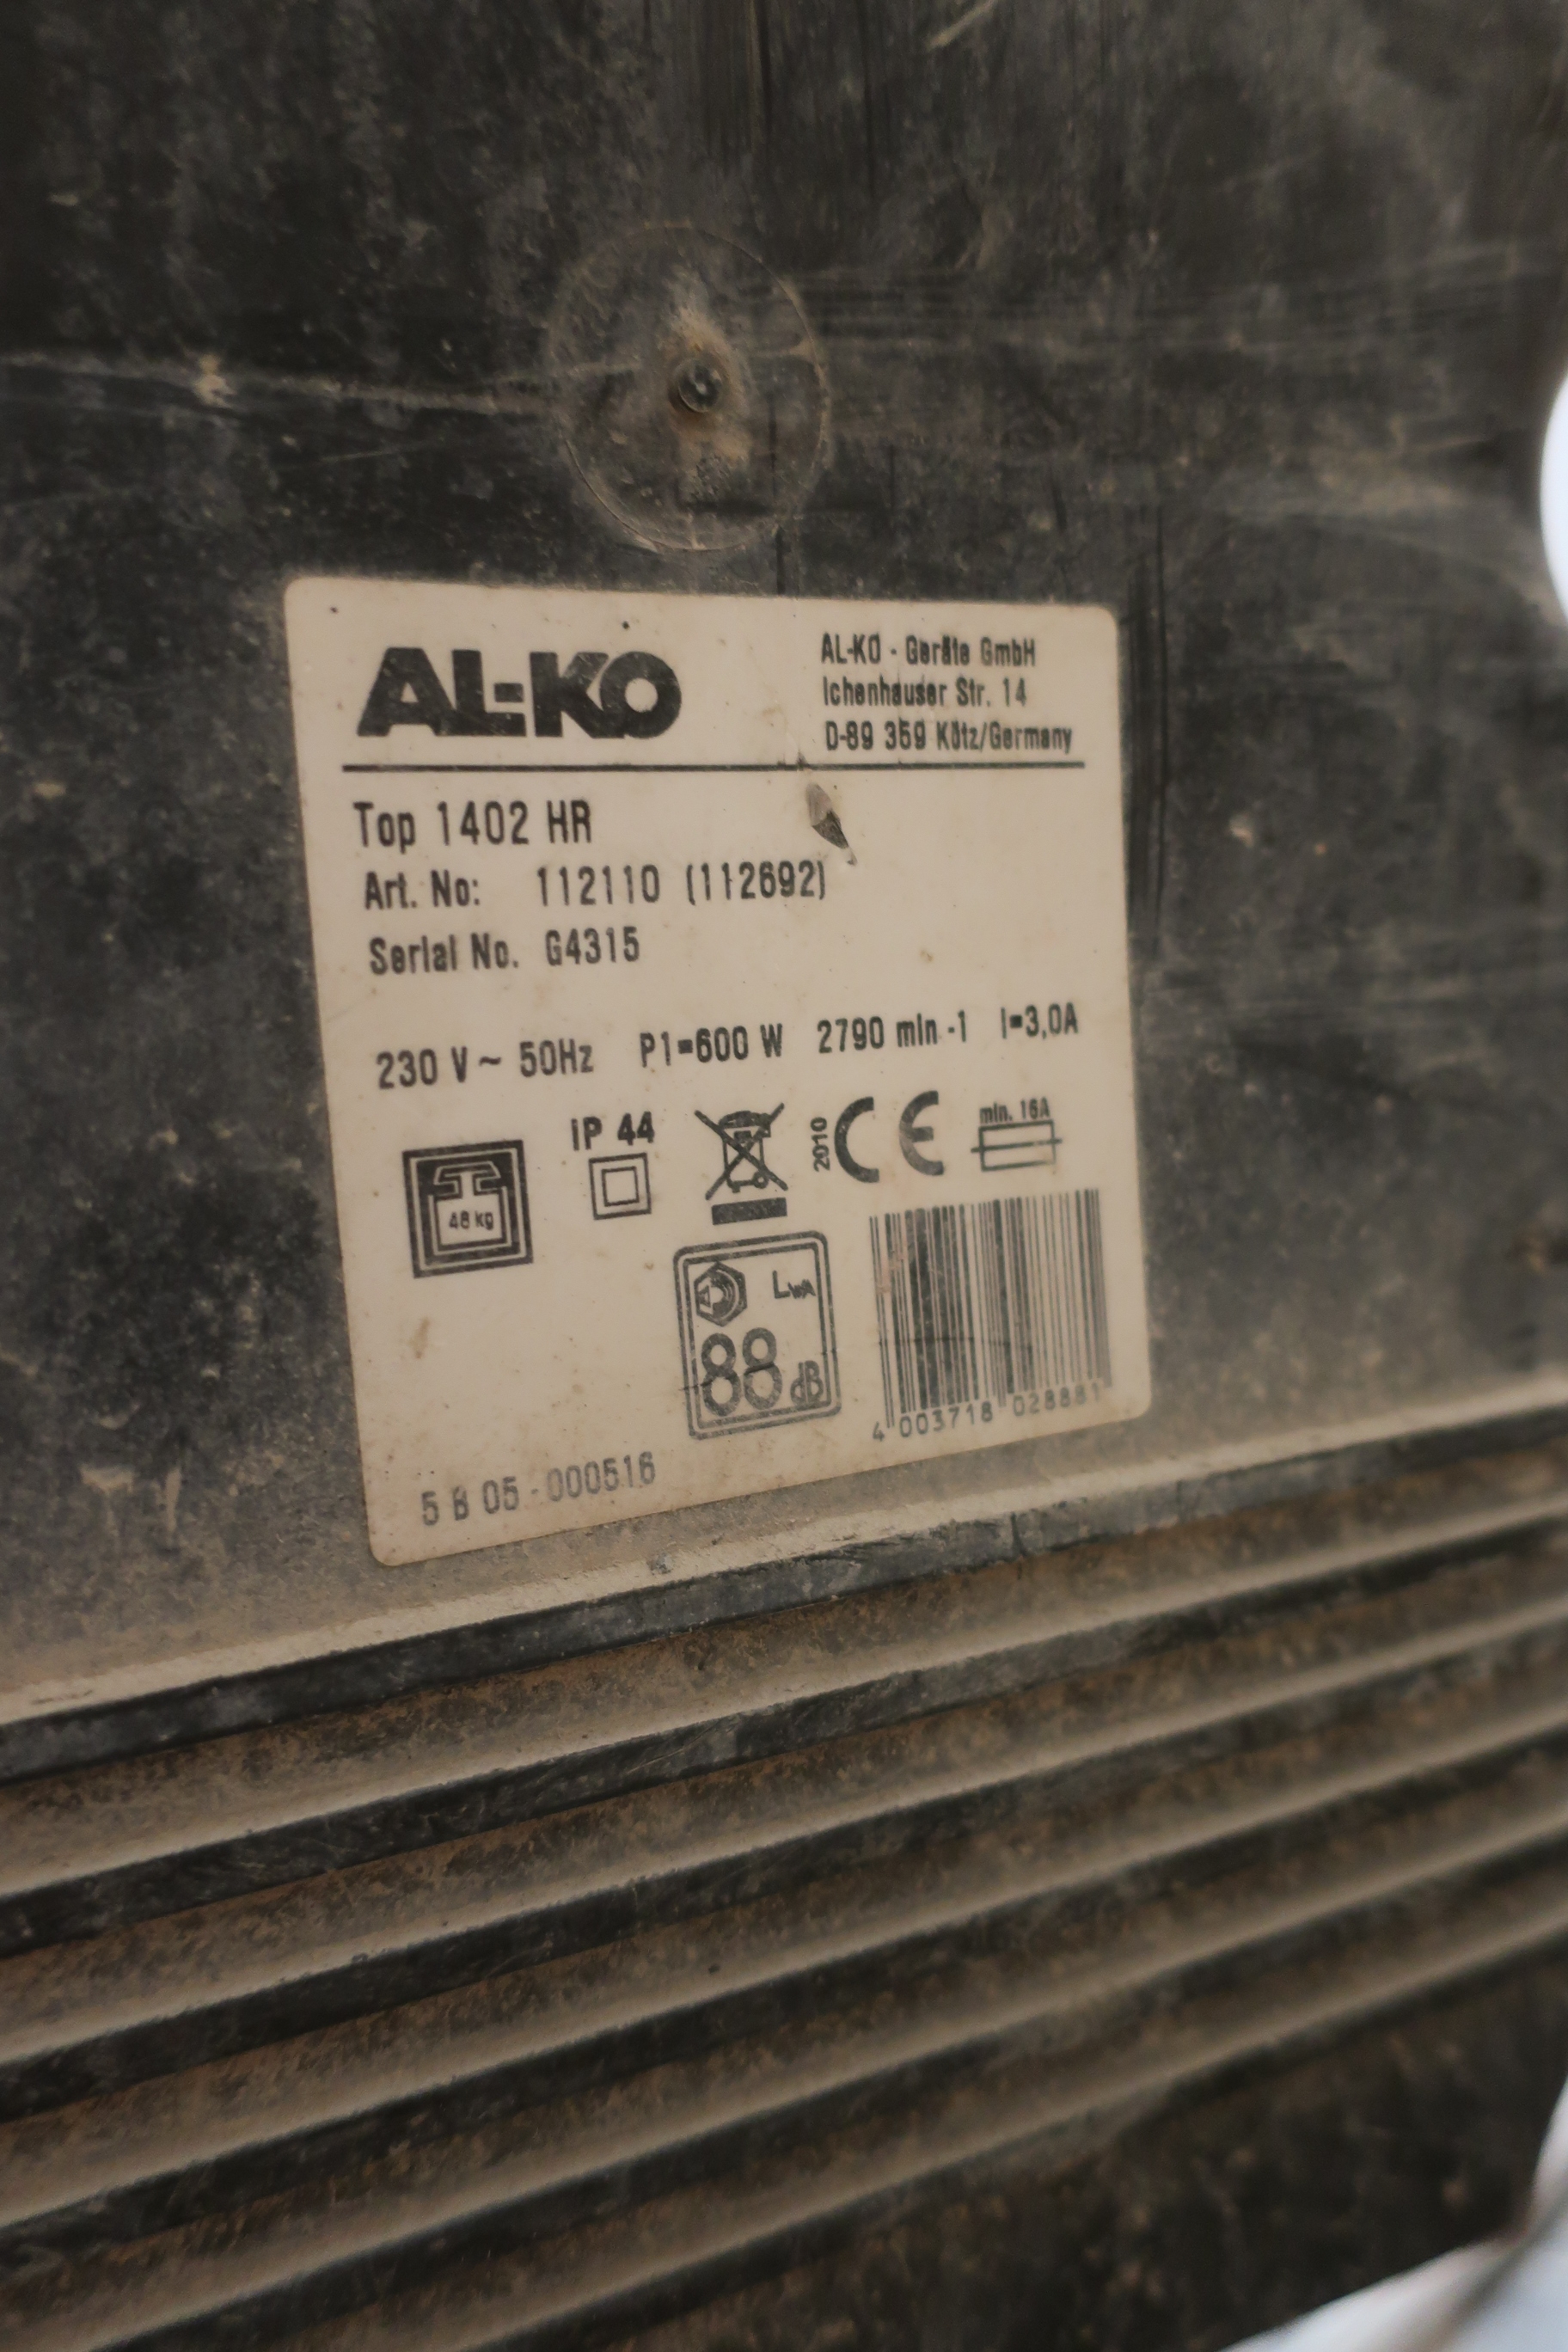 AL-KO
AL-KO - Geräte GmbH
Ichenhauser Str. 14
D-89 359 Kötz/Germany
Top 1402 HR
Art. No: 112110 (112692)
Serial No. G4315
230 V ~ 50Hz P1=600 W 2790 min -1 I=3,0A
IP 44
2010
CE
min. 16A
48 kg
LWA
88 dB
4 003718 028881
5 B 05 - 000516